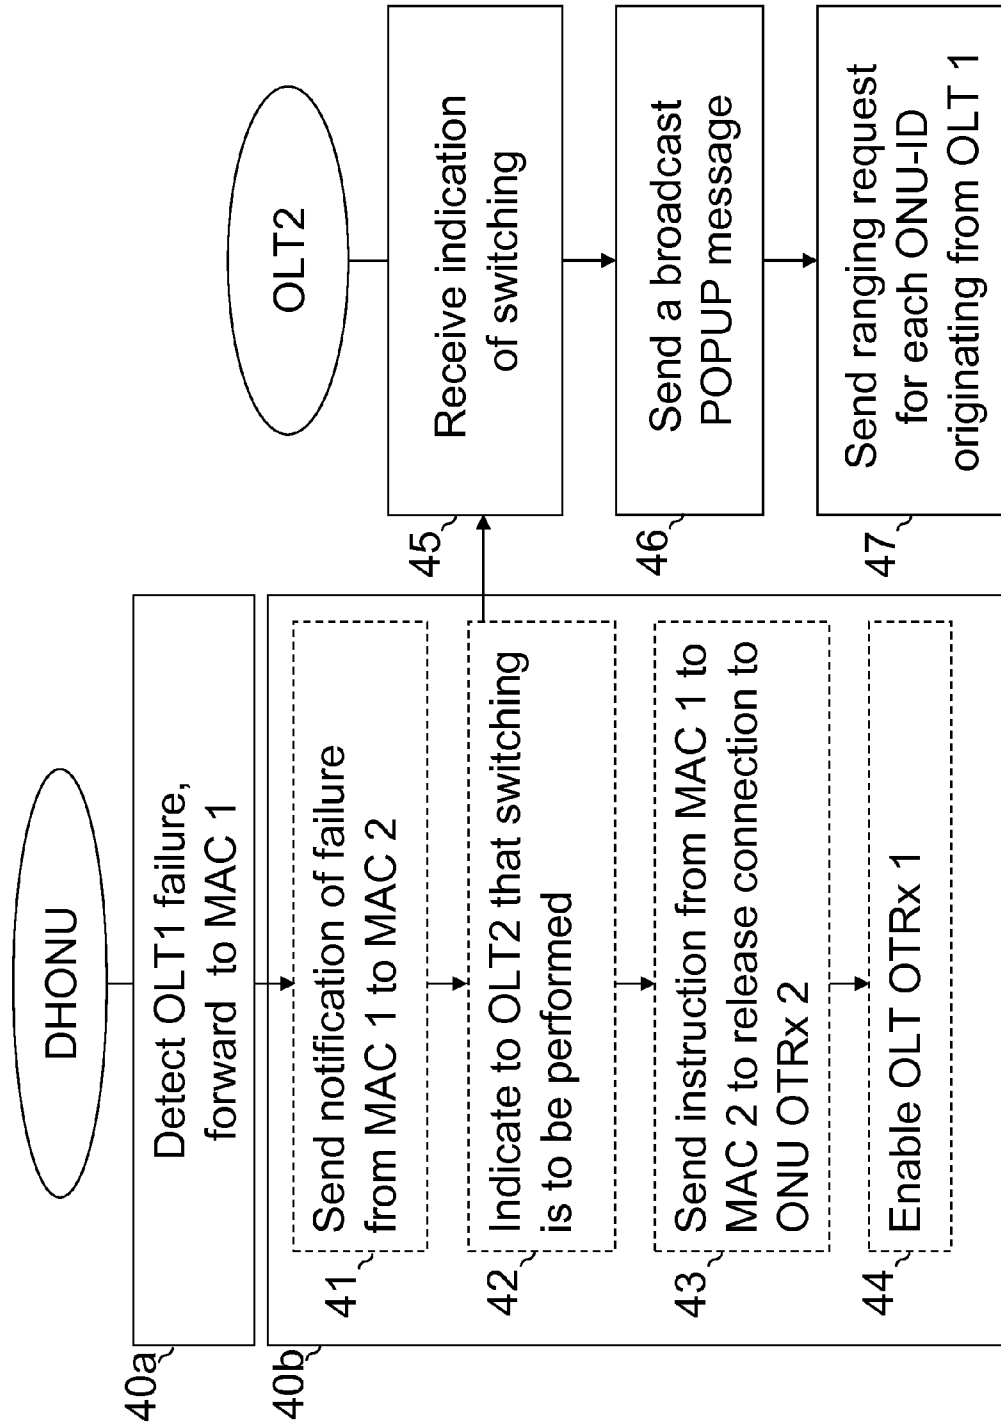 DHONU
40a
Detect OLT1 failure,
forward to MAC 1
40b
41
Send notification of failure
from MAC 1 to MAC 2
42
Indicate to OLT2 that switching
is to be performed
43
Send instruction from MAC 1 to
MAC 2 to release connection to
ONU OTRx 2
44
Enable OLT OTRx 1
OLT2
45
Receive indication
of switching
46
Send a broadcast
POPUP message
47
Send ranging request
for each ONU-ID
originating from OLT 1